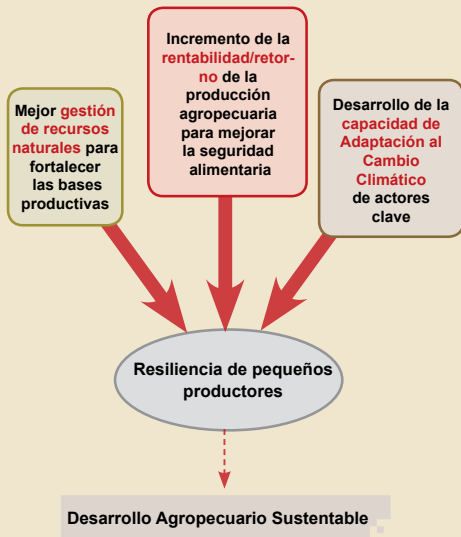 Mejor gestión
de recursos
naturales para
fortalecer
las bases
productivas
Incremento de la
rentabilidad/retor-
no de la
producción
agropecuaria
para mejorar
la seguridad
alimentaria
Desarrollo de la
capacidad de
Adaptación al
Cambio
Climático
de actores
clave
Resiliencia de pequeños
productores
Desarrollo Agropecuario Sustentable